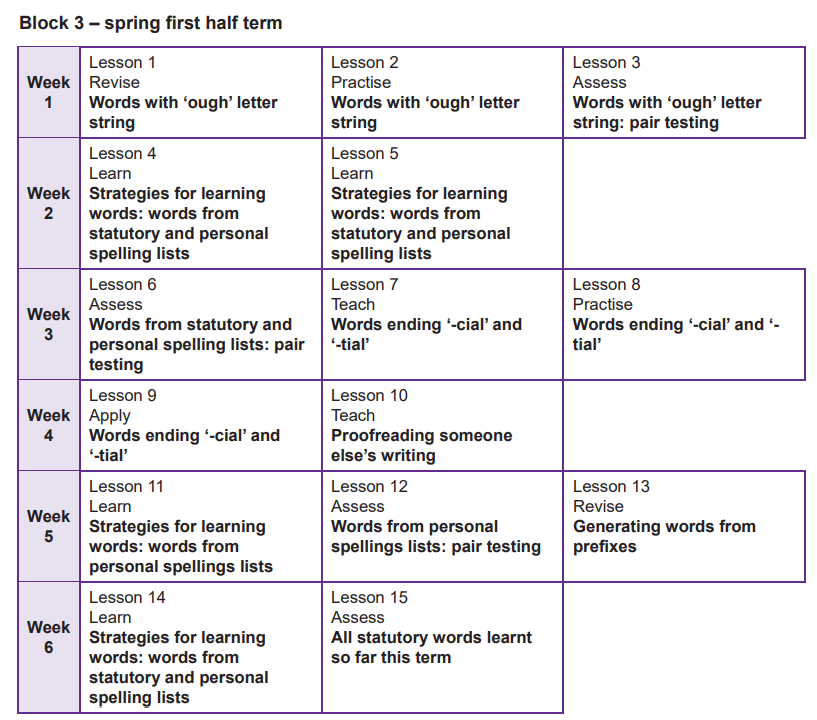 Block 3 – spring first half term
Week
1
Lesson 1
Revise
Words with ‘ough’ letter
string
Lesson 2
Practise
Words with ‘ough’ letter
string
Lesson 3
Assess
Words with ‘ough’ letter
string: pair testing
Week
2
Lesson 4
Learn
Strategies for learning
words: words from
statutory and personal
spelling lists
Lesson 5
Learn
Strategies for learning
words: words from
statutory and personal
spelling lists
Week
3
Lesson 6
Assess
Words from statutory and
personal spelling lists: pair
testing
Lesson 7
Teach
Words ending ‘-cial’ and
‘-tial’
Lesson 8
Practise
Words ending ‘-cial’ and ‘-
tial’
Week
4
Lesson 9
Apply
Words ending ‘-cial’ and
‘-tial’
Lesson 10
Teach
Proofreading someone
else’s writing
Week
5
Lesson 11
Learn
Strategies for learning
words: words from
personal spellings lists
Lesson 12
Assess
Words from personal
spellings lists: pair testing
Lesson 13
Revise
Generating words from
prefixes
Week
6
Lesson 14
Learn
Strategies for learning
words: words from
statutory and personal
spelling lists
Lesson 15
Assess
All statutory words learnt
so far this term